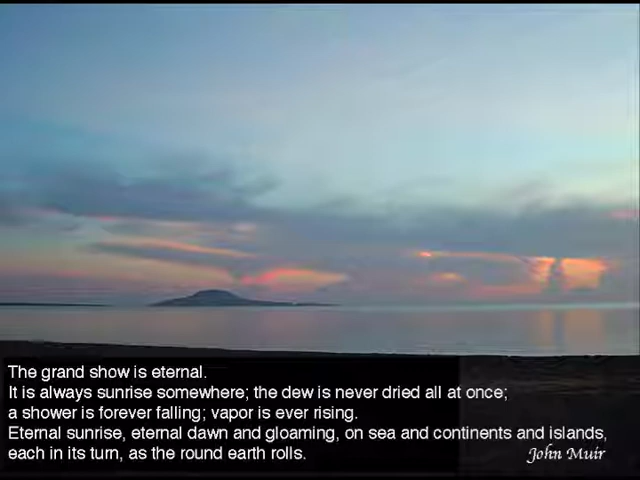 The grand show is eternal.
It is always sunrise somewhere; the dew is never dried all at once;
a shower is forever falling; vapor is ever rising.
Eternal sunrise, eternal dawn and gloaming, on sea and continents and islands,
each in its turn, as the round earth rolls.
John Muir